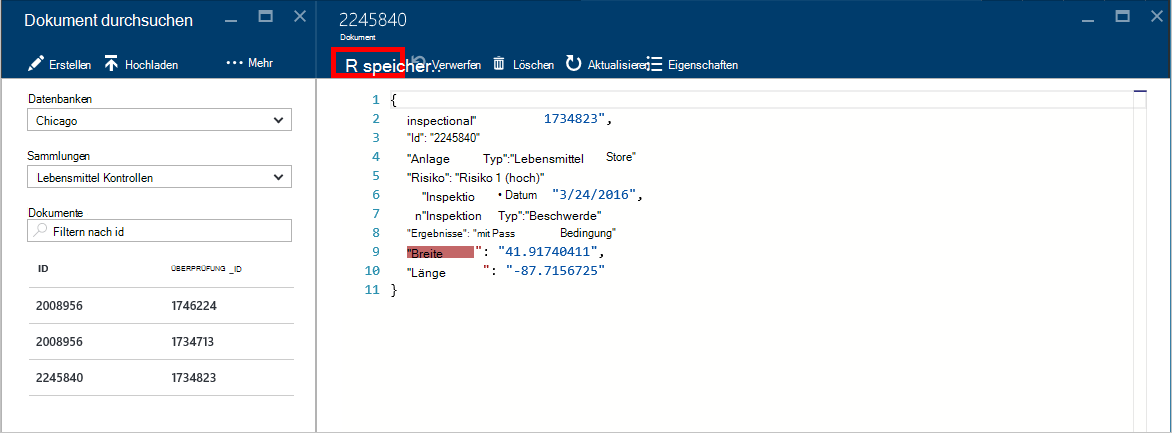 Dokument durchsuchen
Erstellen Hochladen ••• Mehr
Datenbanken
Chicago
Sammlungen
Lebensmittel Kontrollen
Dokumente
Filtern nach id
ID ÜBERPRÜFUNG _ID
2008956 1746224
2008956 1734713
2245840 1734823
2245840
Dokument
R speicher.. Verwerfen Löschen Aktualisieren Eigenschaften
1 {
2 inspectional" 1734823",
3 "Id": "2245840"
4 "Anlage Typ":"Lebensmittel Store"
5 "Risiko": "Risiko 1 (hoch)"
6 "Inspektio • Datum "3/24/2016",
7 n"Inspektion Typ":"Beschwerde"
8 "Ergebnisse": "mit Pass Bedingung"
9 "Breite ": "41.91740411",
10 "Länge ": "-87.7156725"
11 }